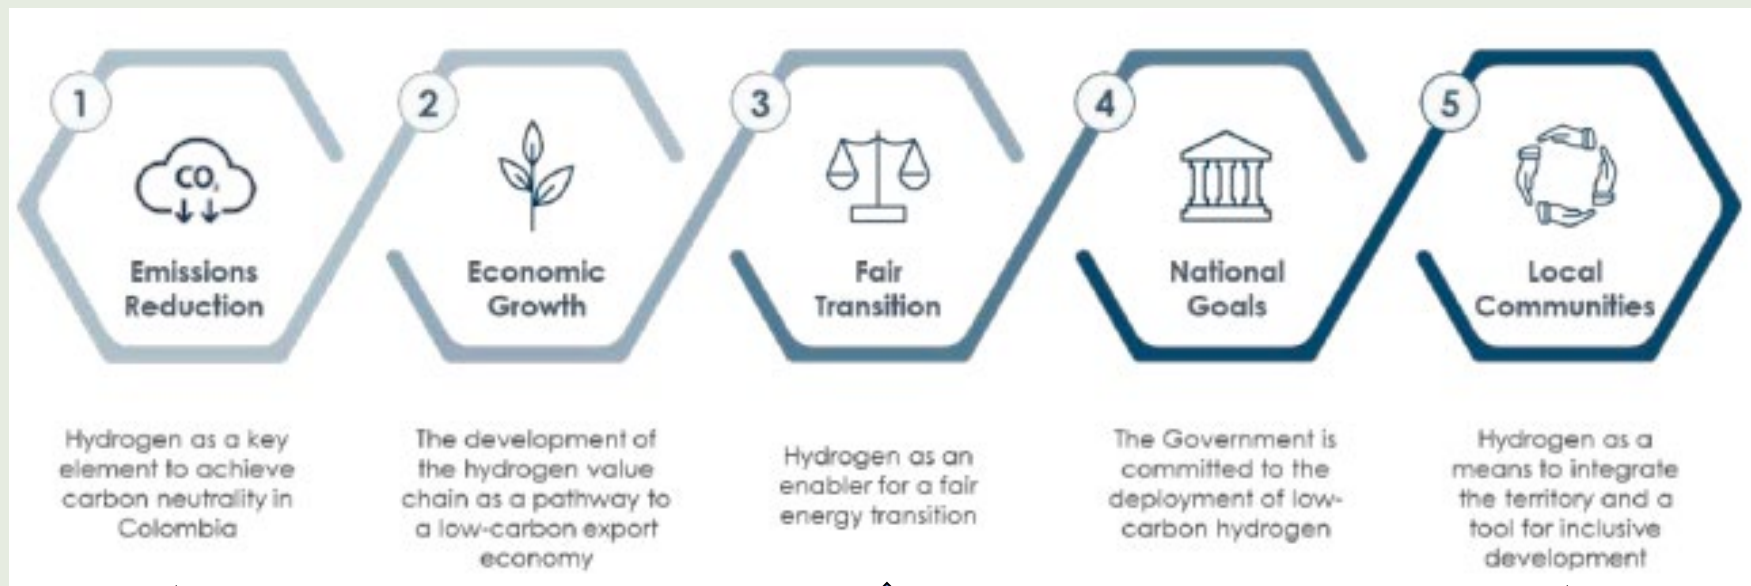 1
CO₂
Emissions
Reduction
Hydrogen as a key
element to achieve
carbon neutrality in
Colombia
2
Economic
Growth
The development of
the hydrogen value
chain as a pathway to
a low-carbon export
economy
3
Fair
Transition
Hydrogen as an
enabler for a fair
energy transition
4
National
Goals
The Government is
committed to the
deployment of low-
carbon hydrogen
5
Local
Communities
Hydrogen as a
means to integrate
the territory and a
tool for inclusive
development